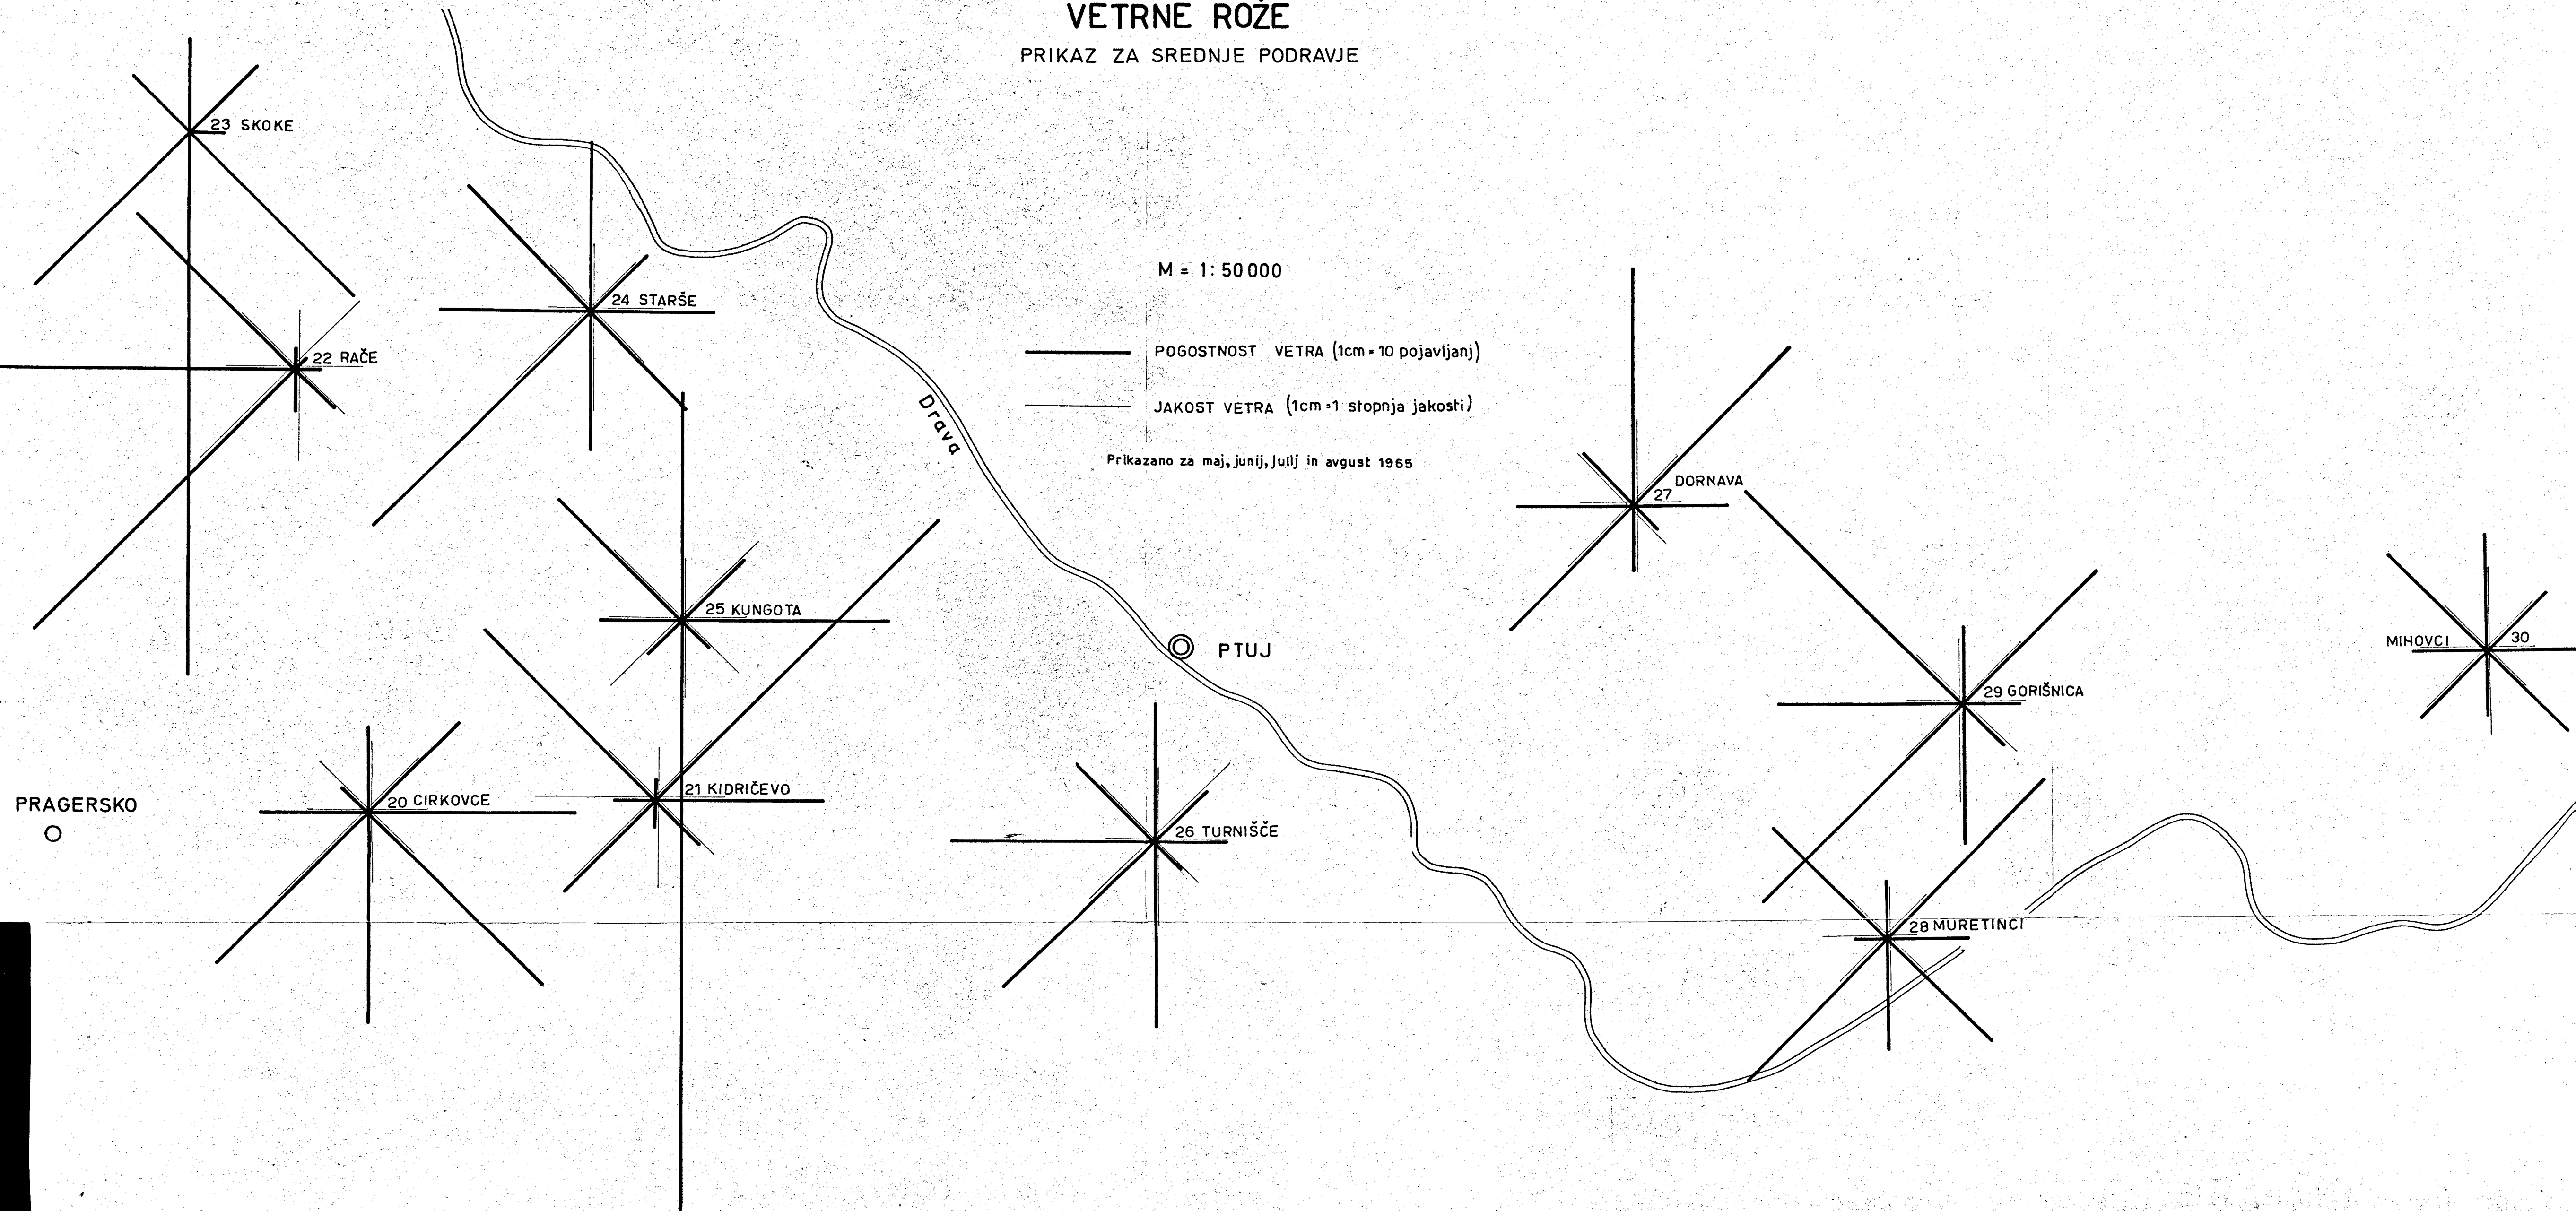 VETRNE ROŽE
PRIKAZ ZA SREDNJE PODRAVJE
23 SKOKE
M = 1:50000
24 STARŠE
22 RAČE
POGOSTNOST VETRA (1cm = 10 pojavljanj)
JAKOST VETRA (1cm =1 stopnja jakosti)
Drava
Prikazano za maj, junij, julij in avgust 1965
DORNAVA
27
25 KUNGOTA
PTUJ
MIHOVCI 30
29 GORIŠNICA
21 KIDRIČEVO
20 CIRKOVCE
PRAGERSKO
26 TURNIŠČE
28 MURETINCI